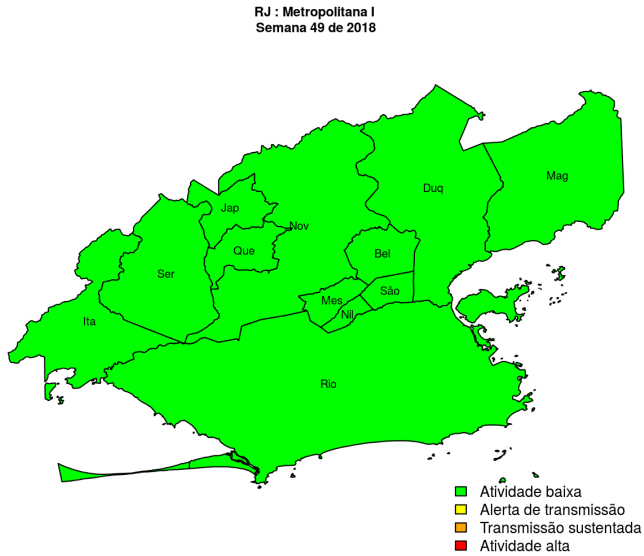 RJ : Metropolitana I
Semana 49 de 2018
Mag
Duq
Jap
Nov
Que
Bel
Ser
São
Mes
Nil
Ita
Rio
Atividade baixa
Alerta de transmissão
Transmissão sustentada
Atividade alta